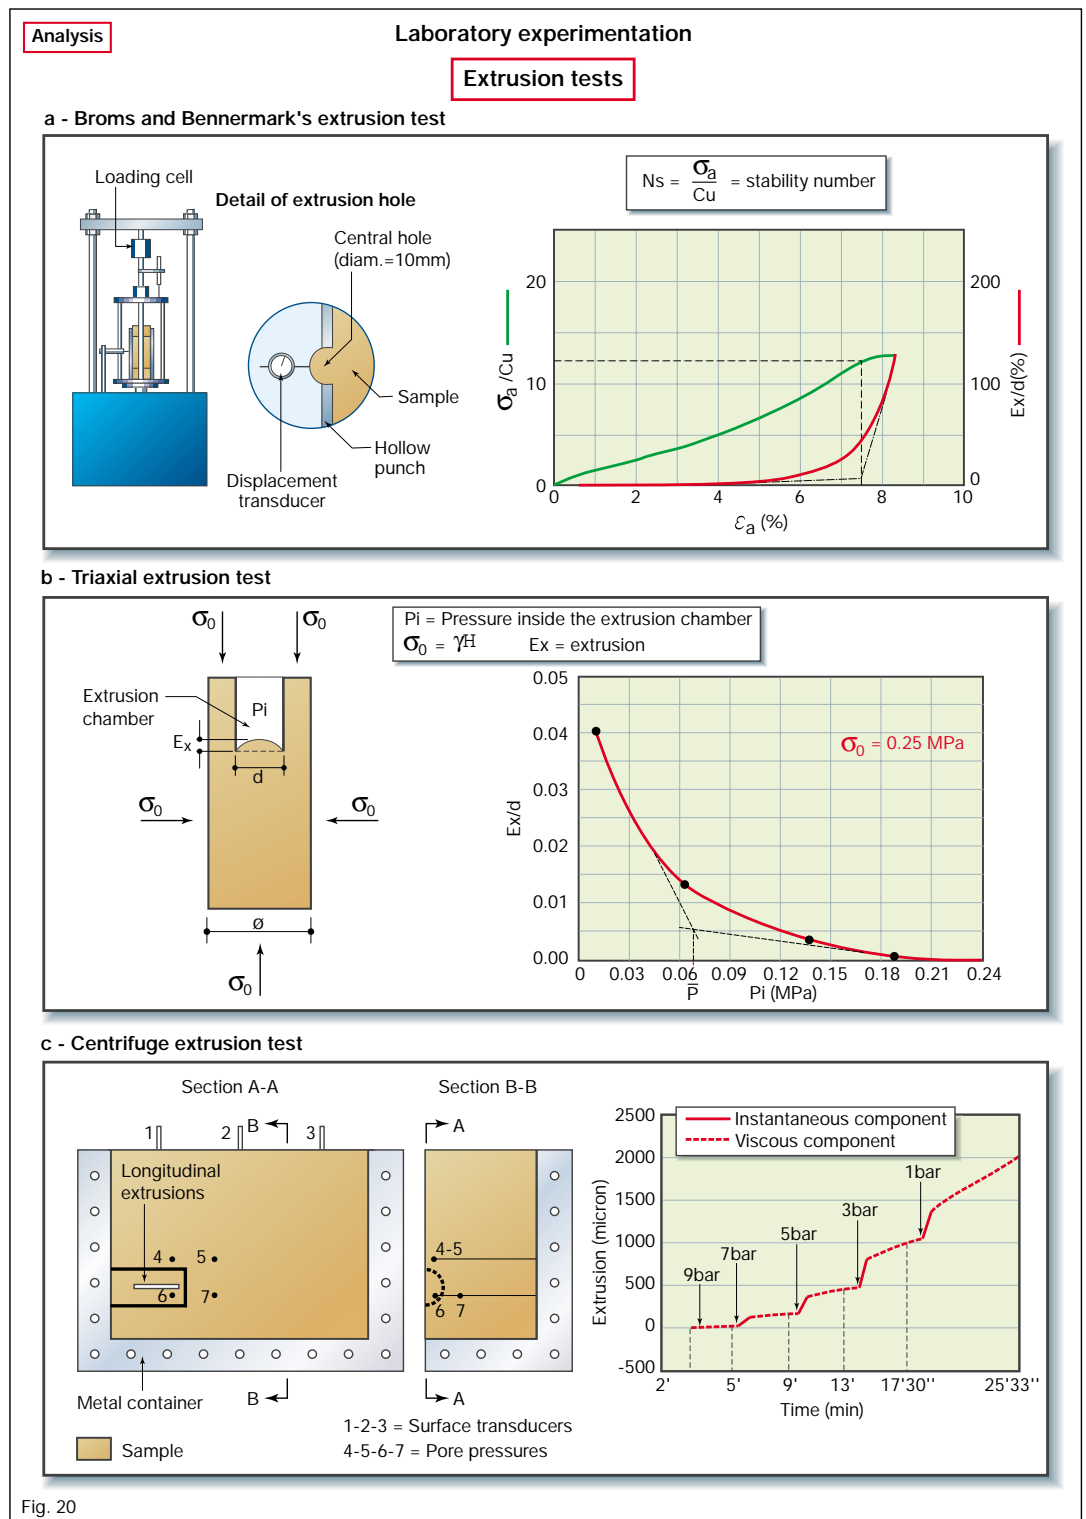 Analysis
Laboratory experimentation
Extrusion tests
a - Broms and Bennermark's extrusion test
Loading cell
Detail of extrusion hole
Central hole
(diam.=10mm)
Sample
Hollow
punch
Displacement
transducer
Ns = σa / Cu = stability number
20
10
0
σa /Cu
200
100
0
Ex/d(%)
0 2 4 6 8 10
εa (%)
b - Triaxial extrusion test
σ0 σ0
Extrusion
chamber
Pi
Ex
d
σ0 σ0
ø
σ0
Pi = Pressure inside the extrusion chamber
σ0 = γH Ex = extrusion
0.05
0.04
0.03
0.02
0.01
0.00
Ex/d
σ0 = 0.25 MPa
0 0.03 0.06 0.09 0.12 0.15 0.18 0.21 0.24
P̅ Pi (MPa)
c - Centrifuge extrusion test
Section A-A
Section B-B
1 2 B 3
A
Longitudinal
extrusions
4 5
6 7
4-5
6 7
B
A
Metal container
1-2-3 = Surface transducers
4-5-6-7 = Pore pressures
Sample
2500
2000
1500
1000
500
0
-500
Extrusion (micron)
Instantaneous component
Viscous component
1bar
3bar
5bar
7bar
9bar
2' 5' 9' 13' 17'30'' 25'33''
Time (min)
Fig. 20